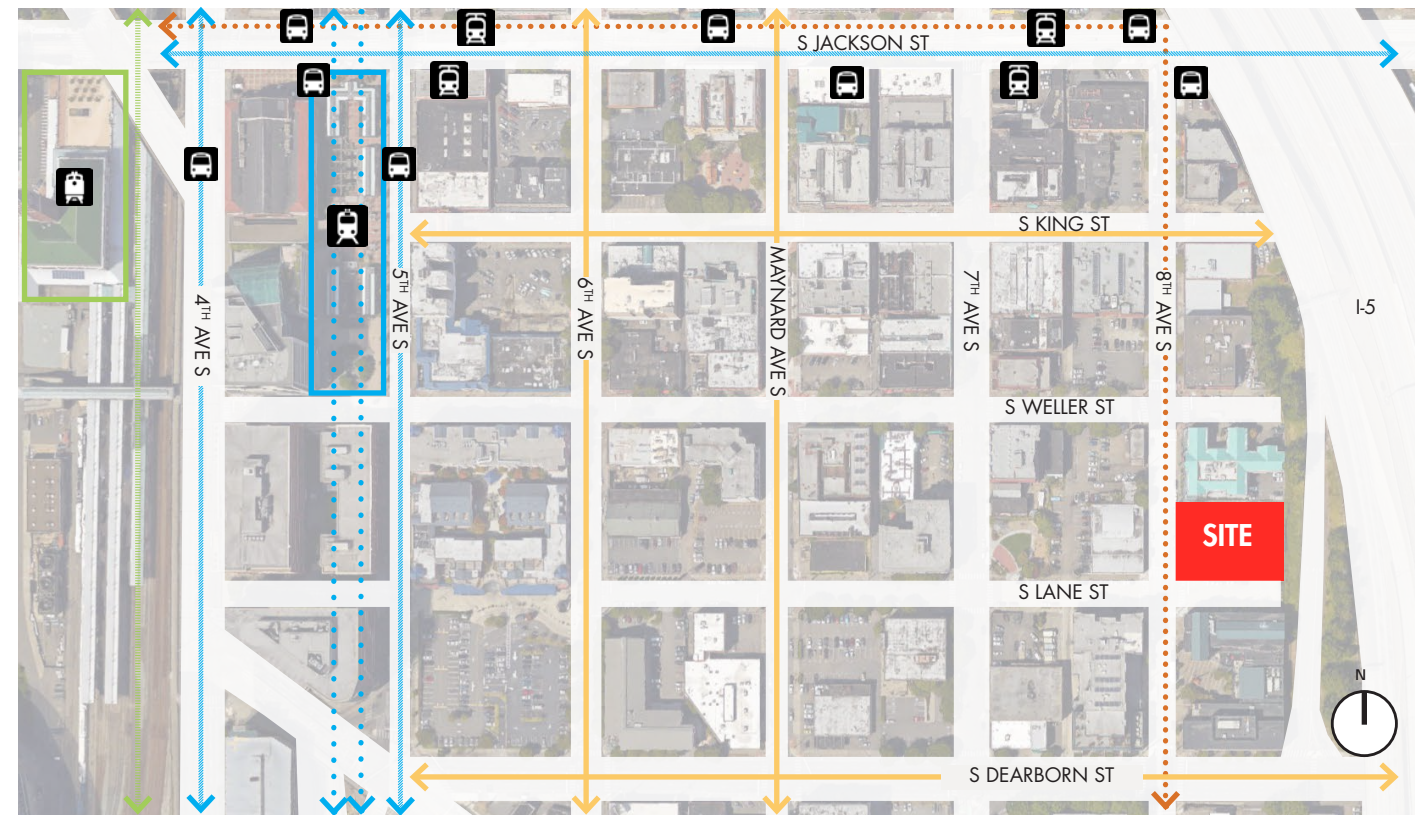 S JACKSON ST
S KING ST
4TH AVE S
5TH AVE S
6TH AVE S
MAYNARD AVE S
7TH AVE S
8TH AVE S
I-5
S WELLER ST
SITE
S LANE ST
N
S DEARBORN ST